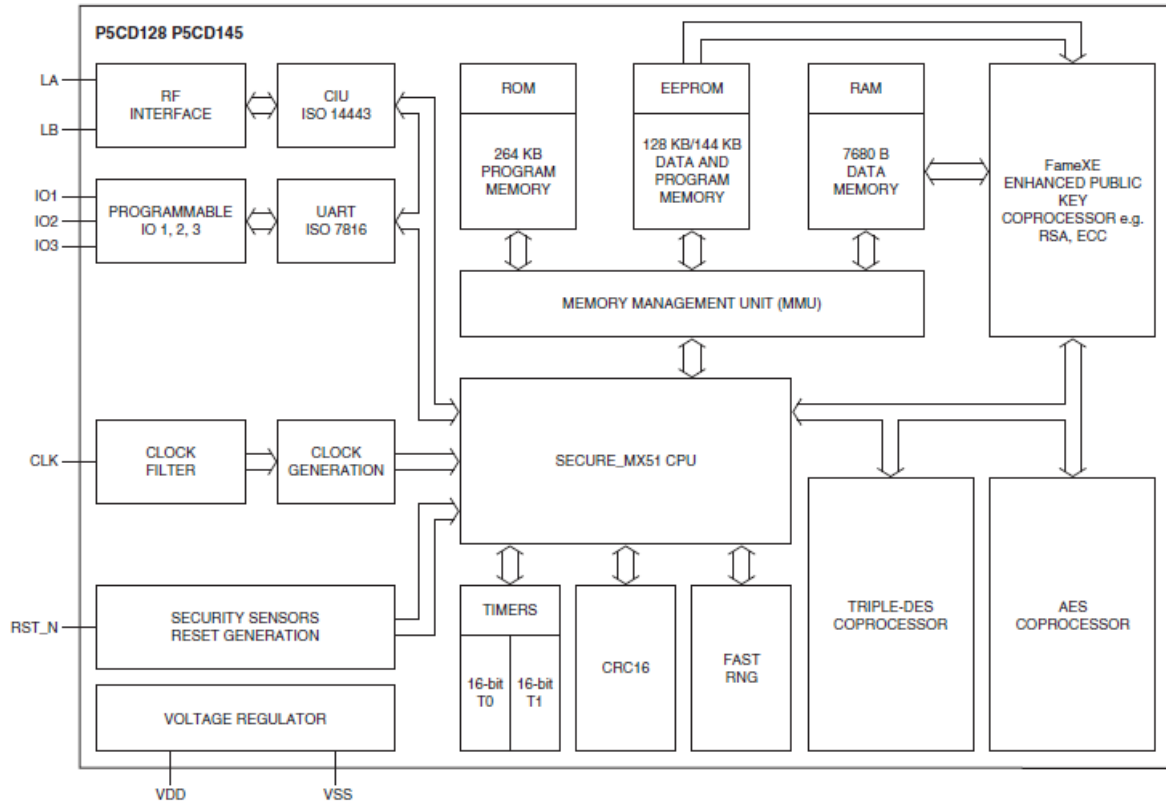 P5CD128 P5CD145
LA
LB
RF
INTERFACE
CIU
ISO 14443
ROM
264 KB
PROGRAM
MEMORY
EEPROM
128 KB/144 KB
DATA AND
PROGRAM
MEMORY
RAM
7680 B
DATA
MEMORY
FameXE
ENHANCED PUBLIC
KEY
COPROCESSOR e.g.
RSA, ECC
IO1
IO2
IO3
PROGRAMMABLE
IO 1, 2, 3
UART
ISO 7816
MEMORY MANAGEMENT UNIT (MMU)
CLK
CLOCK
FILTER
CLOCK
GENERATION
SECURE_MX51 CPU
RST_N
SECURITY SENSORS
RESET GENERATION
TIMERS
16-bit
T0
16-bit
T1
CRC16
FAST
RNG
TRIPLE-DES
COPROCESSOR
AES
COPROCESSOR
VOLTAGE REGULATOR
VDD
VSS